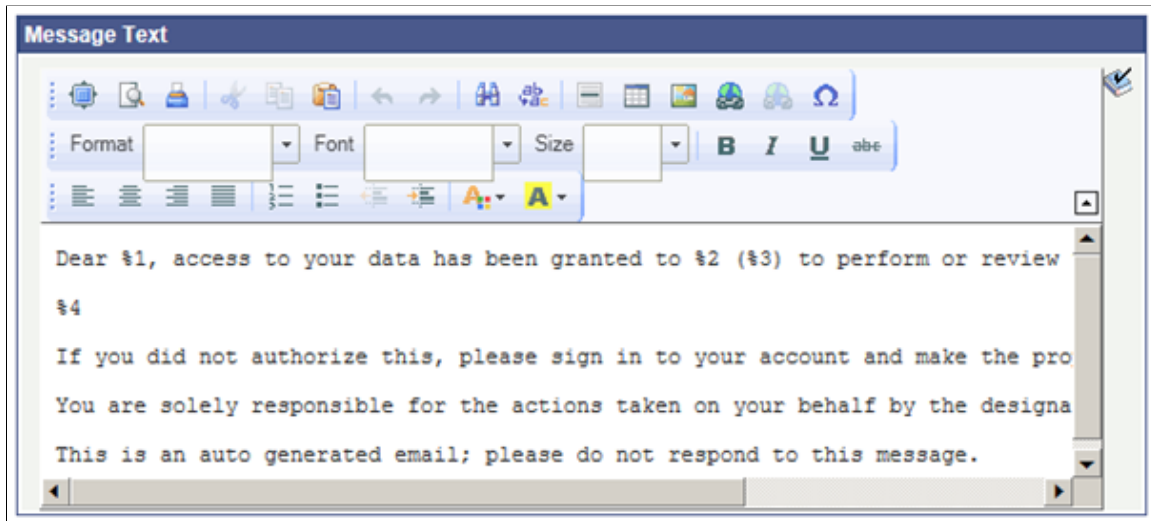 Message Text
Format Font Size B I U abc
Dear %1, access to your data has been granted to %2 (%3) to perform or review
%4
If you did not authorize this, please sign in to your account and make the
You are solely responsible for the actions taken on your behalf by the
This is an auto generated email; please do not respond to this message.